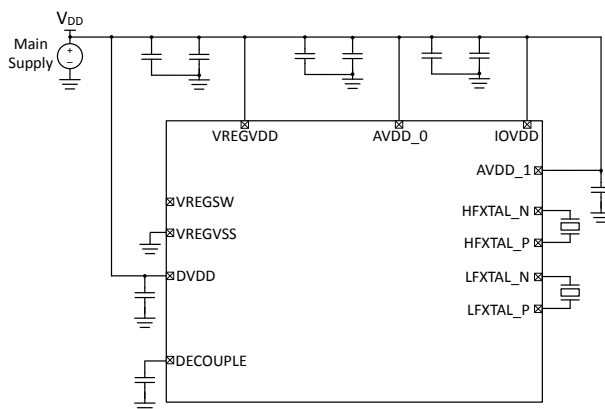 VDD
Main
Supply
+
–
VREGVDD
AVDD_0
IOVDD
AVDD_1
VREGSW
HFXTAL_N
VREGVSS
HFXTAL_P
DVDD
LFXTAL_N
LFXTAL_P
DECOUPLE